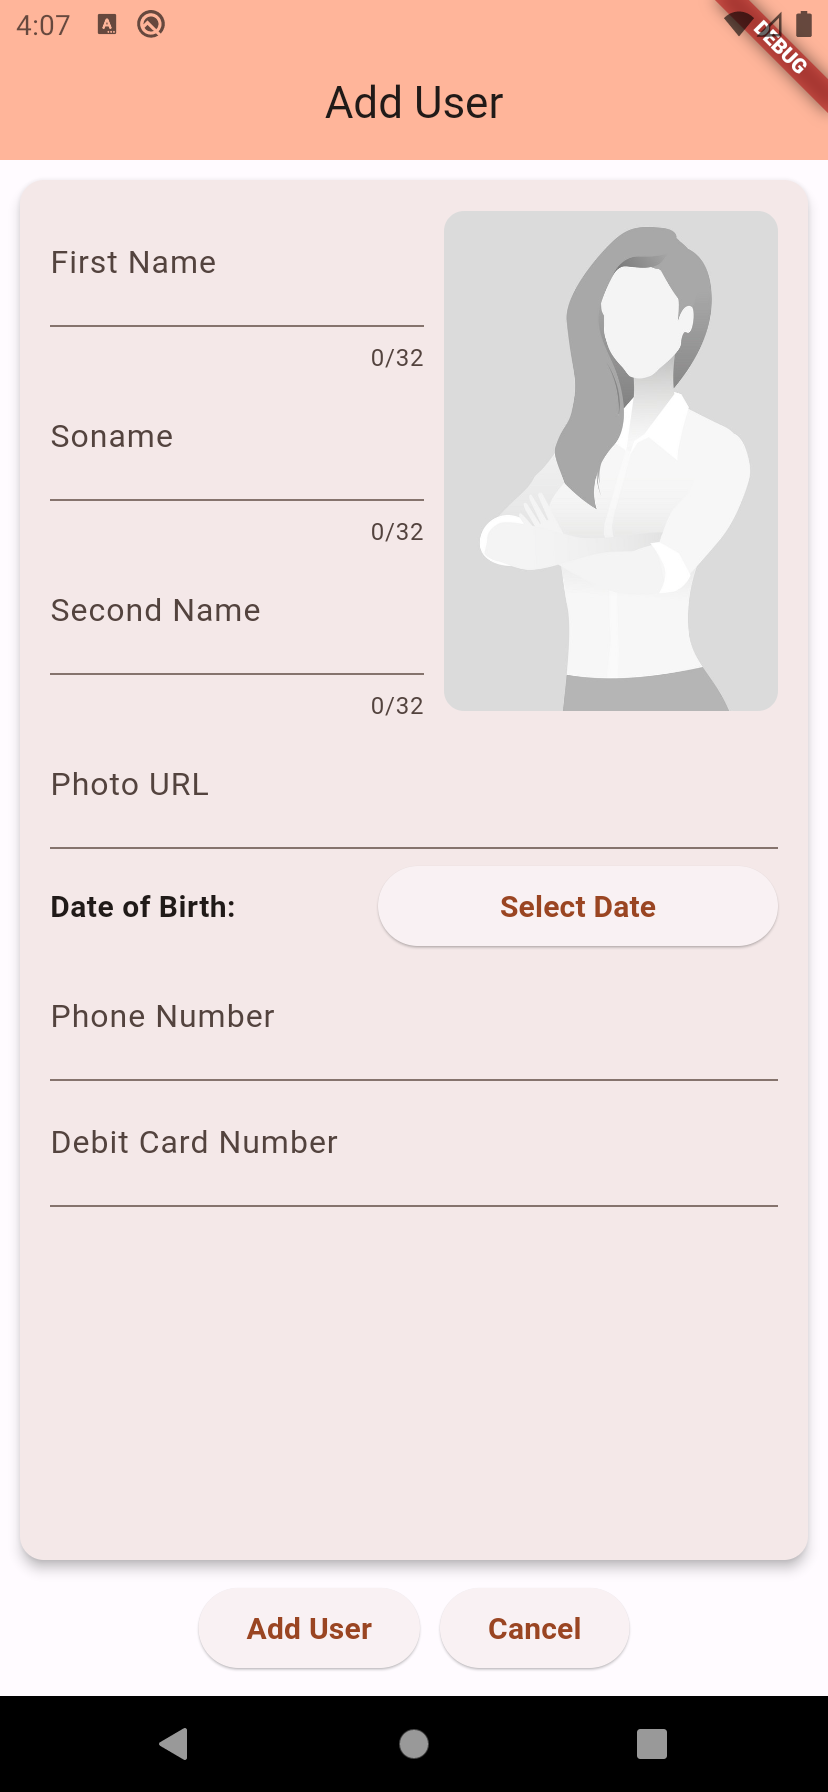 4:07
DEBUG
Add User
First Name
0/32
Soname
0/32
Second Name
0/32
Photo URL
Date of Birth:
Select Date
Phone Number
Debit Card Number
Add User
Cancel